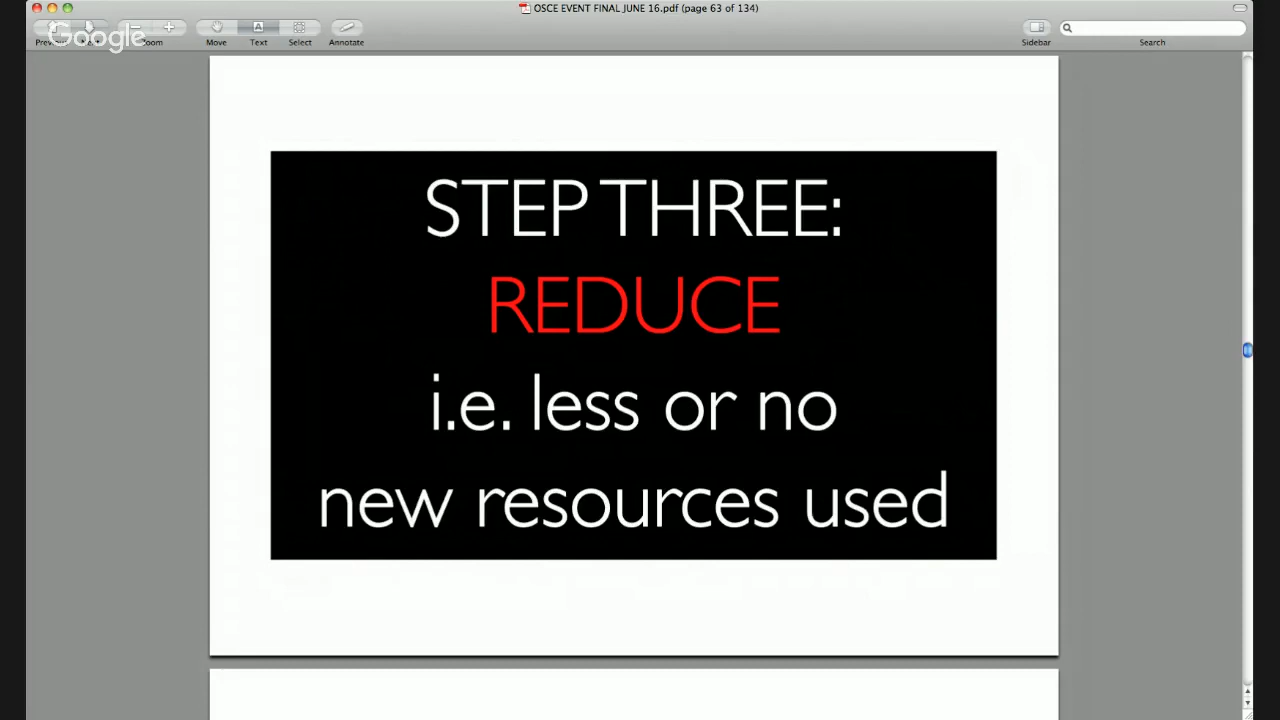 OSCE EVENT FINAL JUNE 16.pdf (page 63 of 134)
Google
Zoom
Move
Text
Select
Annotate
Sidebar
Search
STEP THREE:
REDUCE
i.e. less or no
new resources used